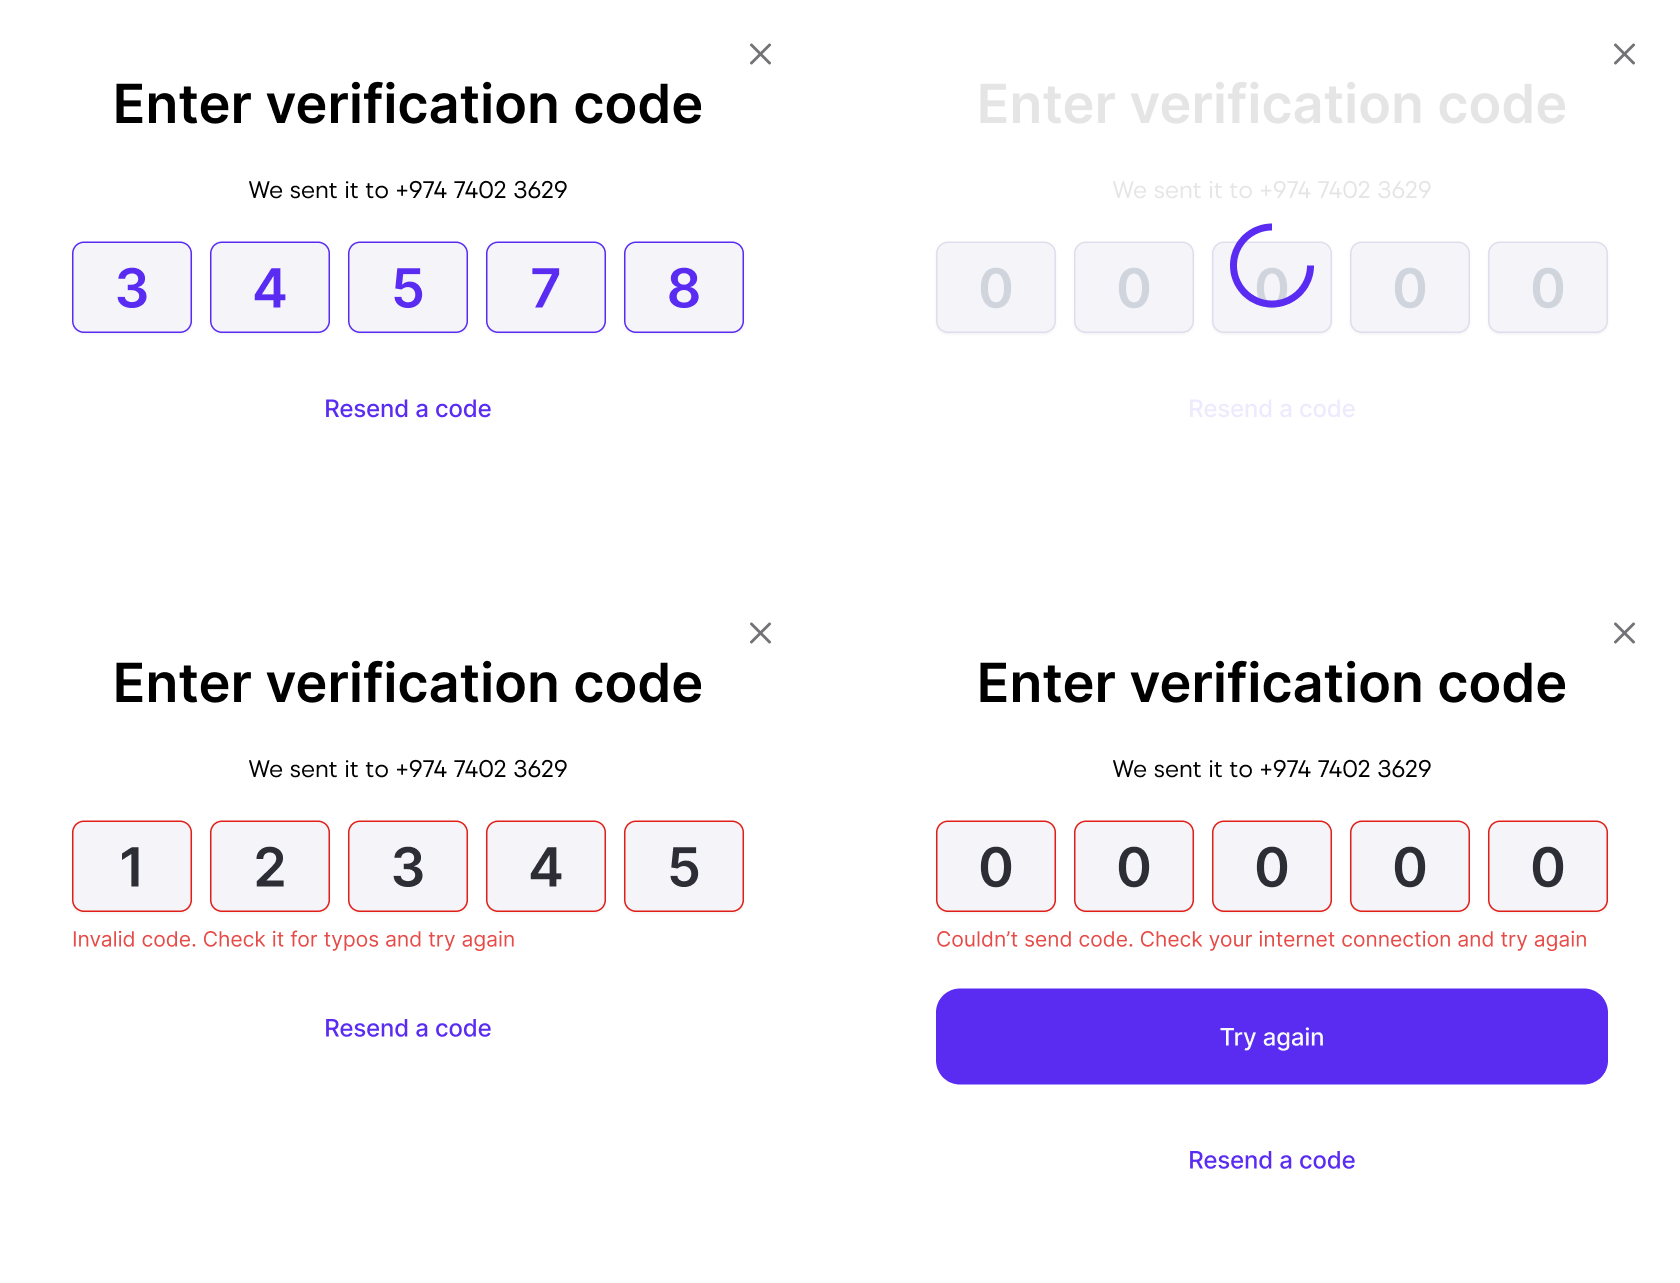 Enter verification code
We sent it to +974 7402 3629
3 4 5 7 8
Resend a code
Enter verification code
We sent it to +974 7402 3629
0 0 0 0 0
Resend a code
Enter verification code
We sent it to +974 7402 3629
1 2 3 4 5
Invalid code. Check it for typos and try again
Resend a code
Enter verification code
We sent it to +974 7402 3629
0 0 0 0 0
Couldn’t send code. Check your internet connection and try again
Try again
Resend a code